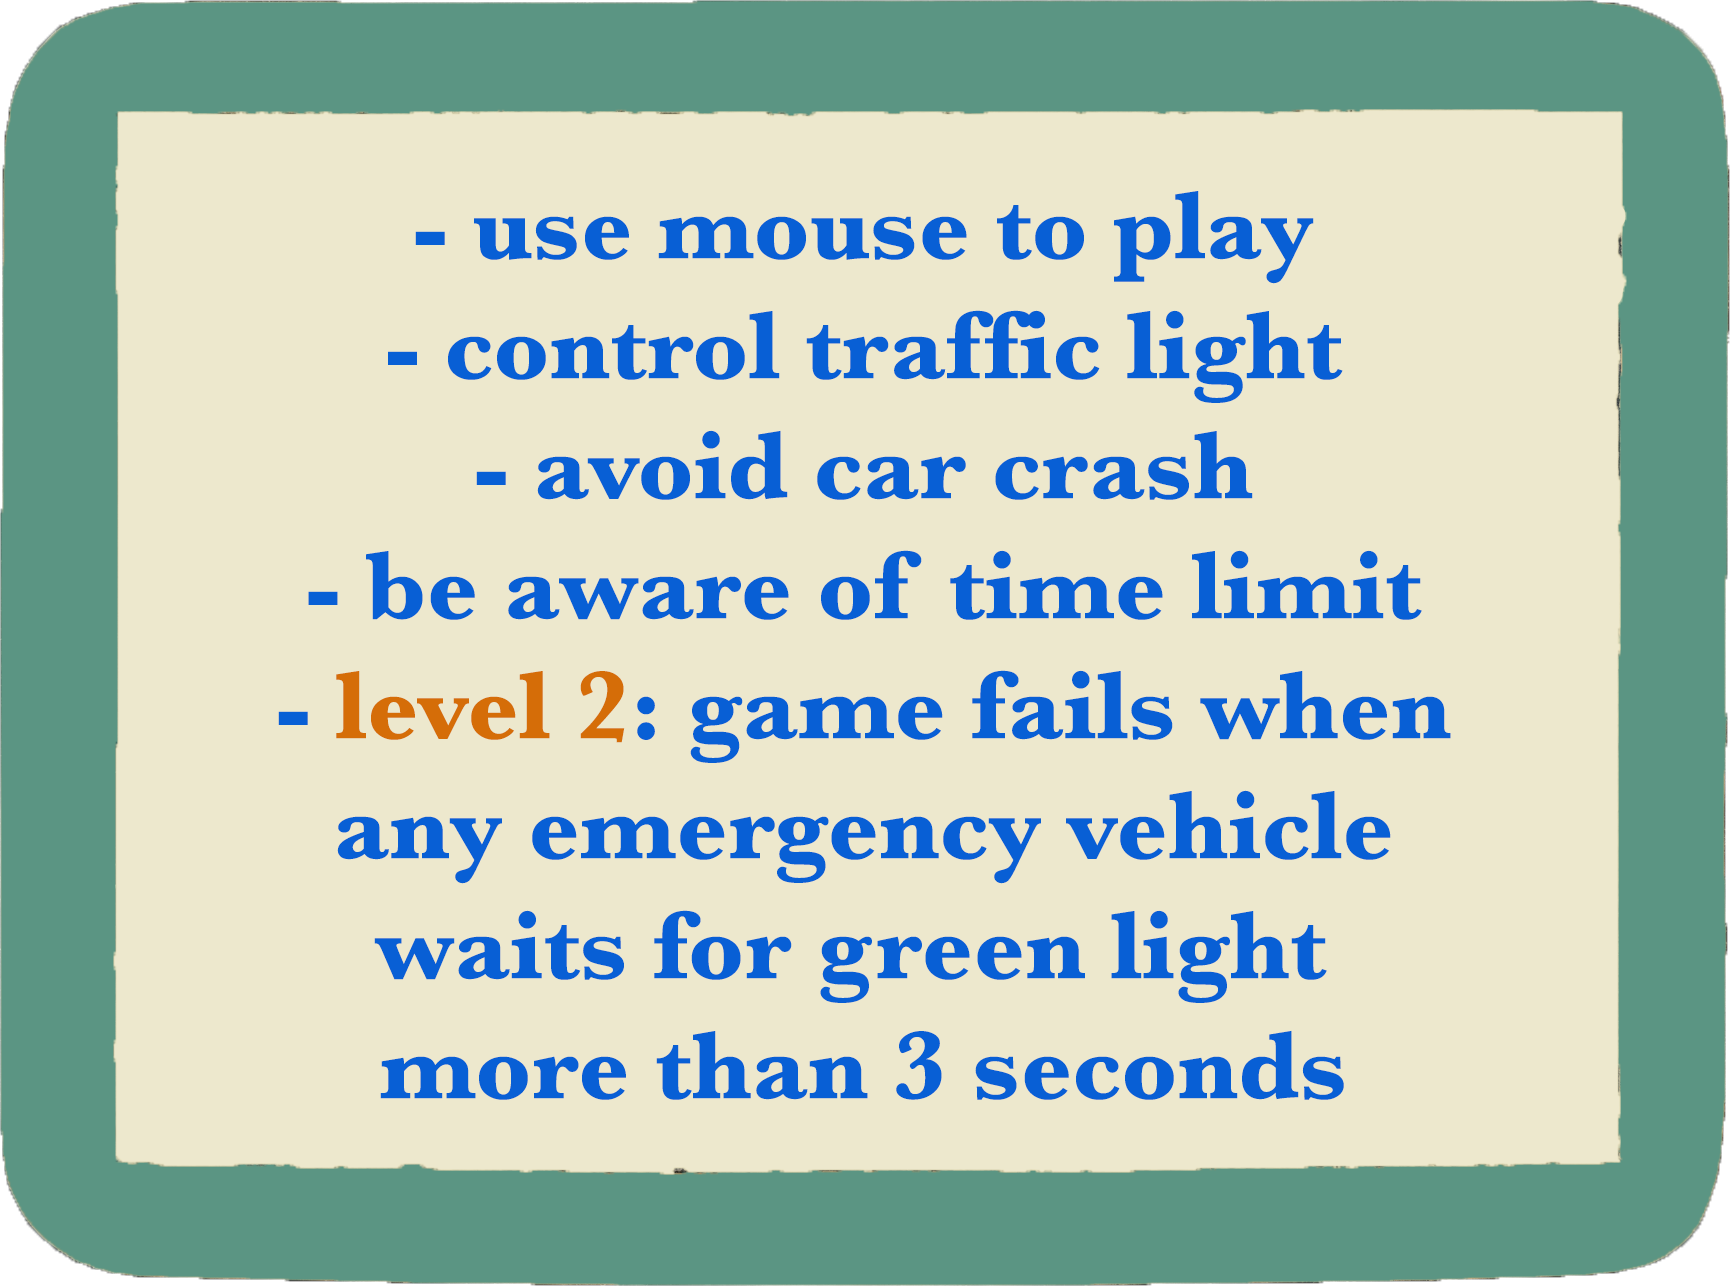 - use mouse to play
- control traffic light
- avoid car crash
- be aware of time limit
- level 2: game fails when
any emergency vehicle
waits for green light
more than 3 seconds